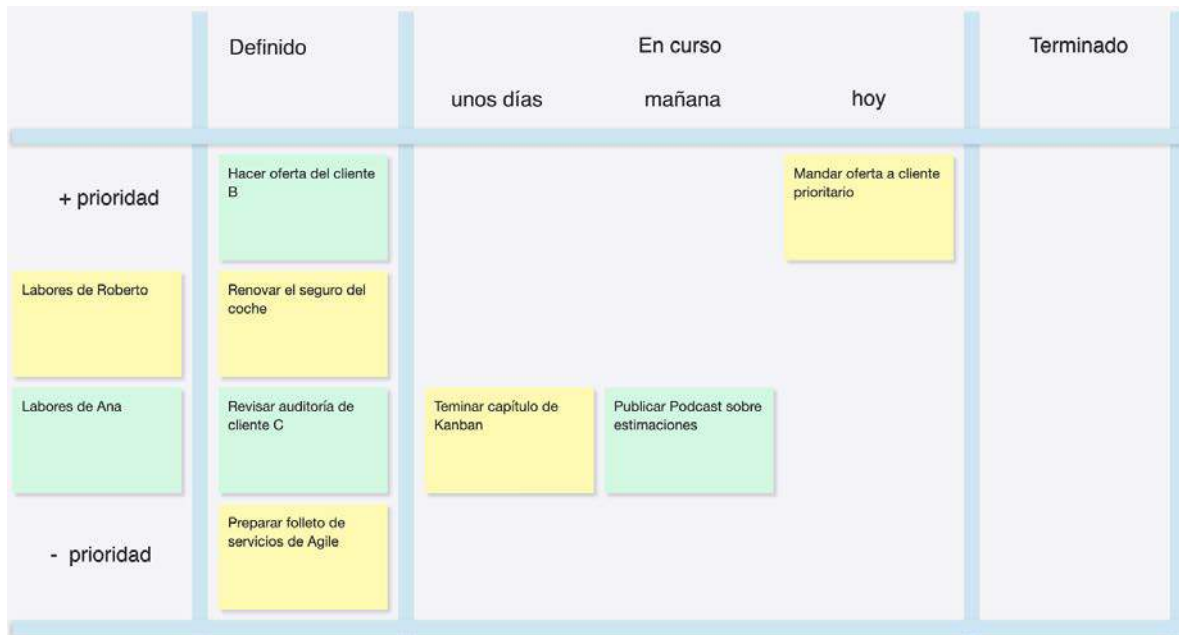 Definido
En curso
Terminado
unos días
mañana
hoy
+ prioridad
Hacer oferta del cliente
B
Mandar oferta a cliente
prioritario
Labores de Roberto
Renovar el seguro del
coche
Labores de Ana
Revisar auditoría de
cliente C
Teminar capítulo de
Kanban
Publicar Podcast sobre
estimaciones
- prioridad
Preparar folleto de
servicios de Agile